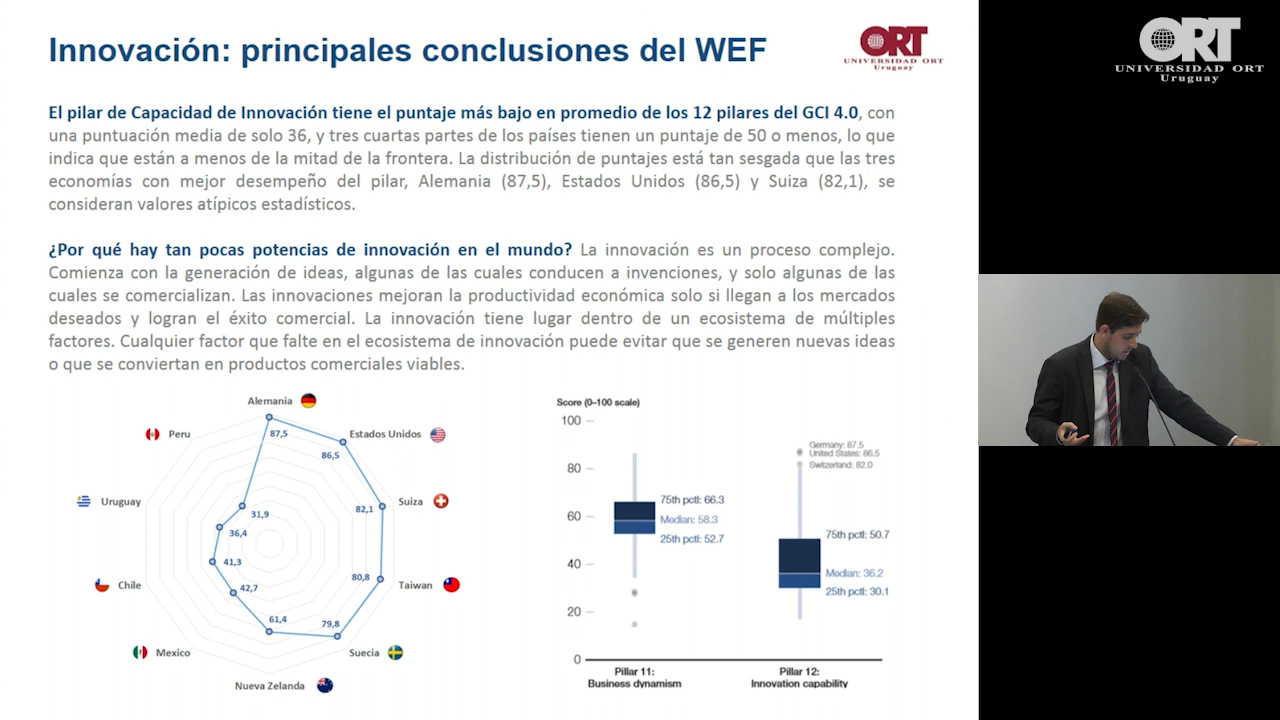 Innovación: principales conclusiones del WEF
ORT
UNIVERSIDAD ORT
Uruguay
ORT
UNIVERSIDAD ORT
Uruguay
El pilar de Capacidad de Innovación tiene el puntaje más bajo en promedio de los 12 pilares del GCI 4.0, con
una puntuación media de solo 36, y tres cuartas partes de los países tienen un puntaje de 50 o menos, lo que
indica que están a menos de la mitad de la frontera. La distribución de puntajes está tan sesgada que las tres
economías con mejor desempeño del pilar, Alemania (87,5), Estados Unidos (86,5) y Suiza (82,1), se
consideran valores atípicos estadísticos.
¿Por qué hay tan pocas potencias de innovación en el mundo? La innovación es un proceso complejo.
Comienza con la generación de ideas, algunas de las cuales conducen a invenciones, y solo algunas de las
cuales se comercializan. Las innovaciones mejoran la productividad económica solo si llegan a los mercados
deseados y logran el éxito comercial. La innovación tiene lugar dentro de un ecosistema de múltiples
factores. Cualquier factor que falte en el ecosistema de innovación puede evitar que se generen nuevas ideas
o que se conviertan en productos comerciales viables.
Alemania
87,5
Estados Unidos
86,5
Suiza
82,1
Taiwan
80,8
Suecia
79,8
Nueva Zelanda
61,4
Mexico
42,7
Chile
41,3
Uruguay
36,4
Peru
31,9
Score (0–100 scale)
100
80
60
40
20
0
75th pctl: 66.3
Median: 58.3
25th pctl: 52.7
Germany: 87.5
United States: 86.5
Switzerland: 82.0
75th pctl: 50.7
Median: 36.2
25th pctl: 30.1
Pillar 11:
Business dynamism
Pillar 12:
Innovation capability